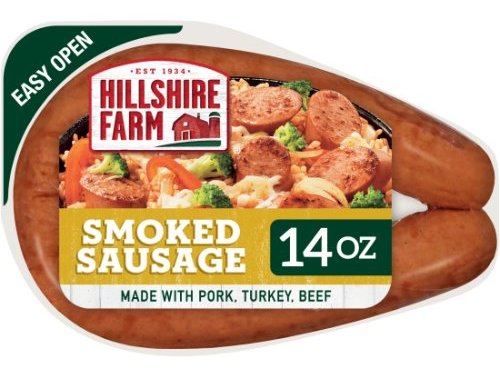 EASY OPEN
EST 1934
HILLSHIRE
FARM
SMOKED
SAUSAGE
14 OZ
MADE WITH PORK, TURKEY, BEEF